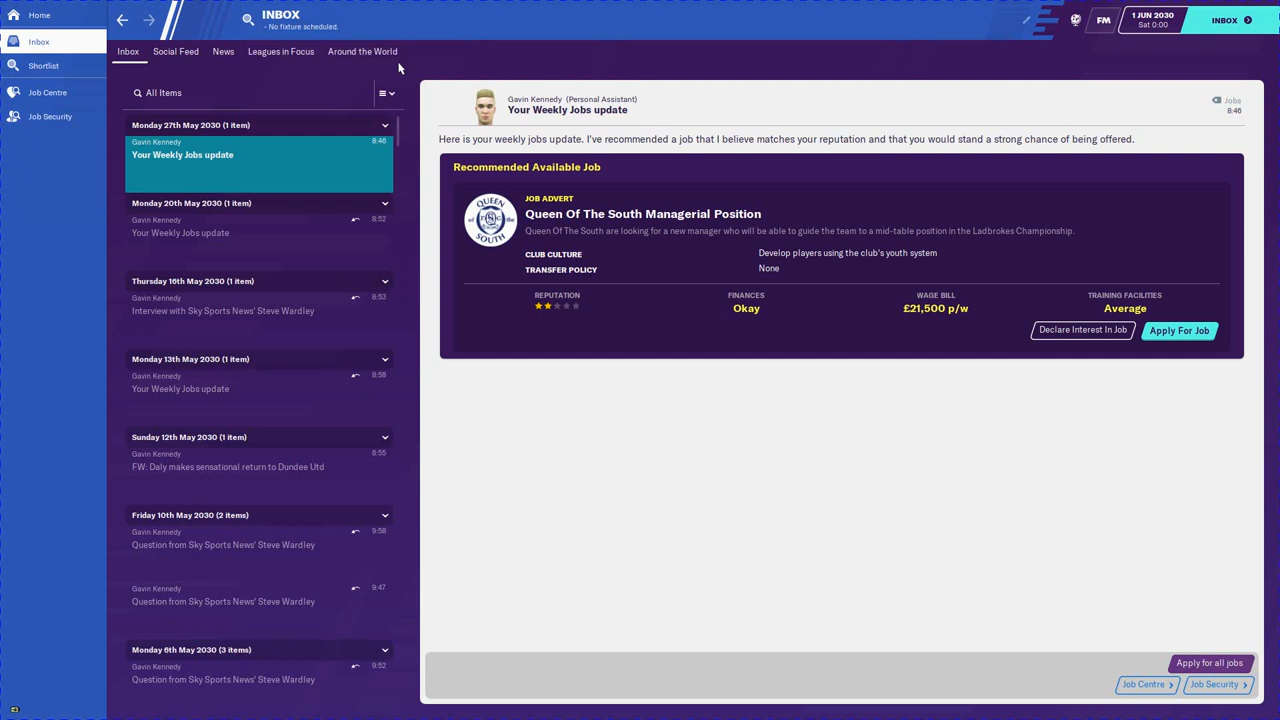 Home
Inbox
Shortlist
Job Centre
Job Security
INBOX
- No fixture scheduled.
FM
1 JUN 2030
Sat 0:00
INBOX
Inbox
Social Feed
News
Leagues in Focus
Around the World
All Items
Monday 27th May 2030 (1 item)
Gavin Kennedy 8:46
Your Weekly Jobs update
Monday 20th May 2030 (1 item)
Gavin Kennedy 8:52
Your Weekly Jobs update
Thursday 16th May 2030 (1 item)
Gavin Kennedy 8:53
Interview with Sky Sports News' Steve Wardley
Monday 13th May 2030 (1 item)
Gavin Kennedy 8:58
Your Weekly Jobs update
Sunday 12th May 2030 (1 item)
Gavin Kennedy 8:55
FW: Daly makes sensational return to Dundee Utd
Friday 10th May 2030 (2 items)
Gavin Kennedy 9:58
Question from Sky Sports News' Steve Wardley
Gavin Kennedy 9:47
Question from Sky Sports News' Steve Wardley
Monday 6th May 2030 (3 items)
Gavin Kennedy 9:52
Question from Sky Sports News' Steve Wardley
Gavin Kennedy (Personal Assistant)
Your Weekly Jobs update
Jobs
8:46
Here is your weekly jobs update. I've recommended a job that I believe matches your reputation and that you would stand a strong chance of being offered.
Recommended Available Job
QUEEN
of the
SOUTH
JOB ADVERT
Queen Of The South Managerial Position
Queen Of The South are looking for a new manager who will be able to guide the team to a mid-table position in the Ladbrokes Championship.
CLUB CULTURE Develop players using the club's youth system
TRANSFER POLICY None
REPUTATION FINANCES WAGE BILL TRAINING FACILITIES
Okay £21,500 p/w Average
Declare Interest In Job
Apply For Job
Apply for all jobs
Job Centre
Job Security